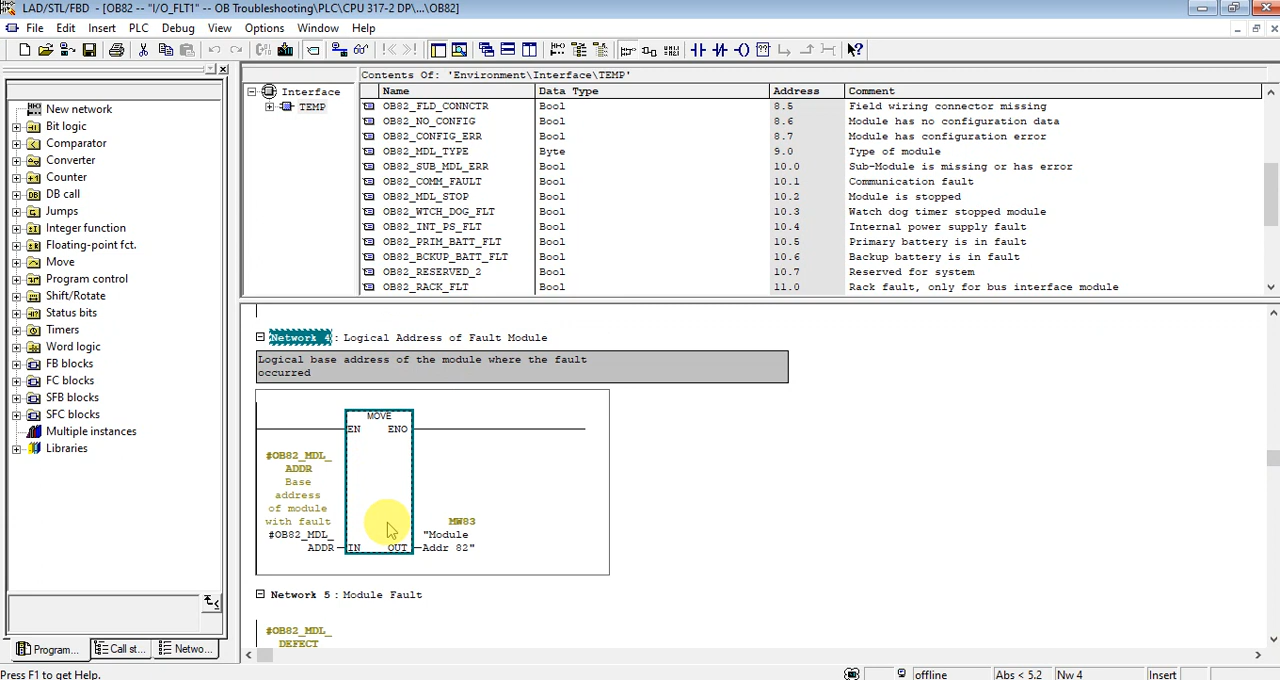 LAD/STL/FBD - [OB82 -- "I/O_FLT1" -- OB Troubleshooting\PLC\CPU 317-2 DP\...\OB82]
File Edit Insert PLC Debug View Options Window Help
Contents Of: 'Environment\Interface\TEMP'
Interface
TEMP
Name Data Type Address Comment
OB82_FLD_CONNCTR Bool 8.5 Field wiring connector missing
OB82_NO_CONFIG Bool 8.6 Module has no configuration data
OB82_CONFIG_ERR Bool 8.7 Module has configuration error
OB82_MDL_TYPE Byte 9.0 Type of module
OB82_SUB_MDL_ERR Bool 10.0 Sub-Module is missing or has error
OB82_COMM_FAULT Bool 10.1 Communication fault
OB82_MDL_STOP Bool 10.2 Module is stopped
OB82_WTCH_DOG_FLT Bool 10.3 Watch dog timer stopped module
OB82_INT_PS_FLT Bool 10.4 Internal power supply fault
OB82_PRIM_BATT_FLT Bool 10.5 Primary battery is in fault
OB82_BCKUP_BATT_FLT Bool 10.6 Backup battery is in fault
OB82_RESERVED_2 Bool 10.7 Reserved for system
OB82_RACK_FLT Bool 11.0 Rack fault, only for bus interface module
New network
Bit logic
Comparator
Converter
Counter
DB call
Jumps
Integer function
Floating-point fct.
Move
Program control
Shift/Rotate
Status bits
Timers
Word logic
FB blocks
FC blocks
SFB blocks
SFC blocks
Multiple instances
Libraries
Program... Call st... Netwo...
Network 4 : Logical Address of Fault Module
Logical base address of the module where the fault
occurred
MOVE
EN ENO
#OB82_MDL_
ADDR
Base
address
of module
with fault
#OB82_MDL_
ADDR
IN OUT
MW83
"Module
Addr 82"
Network 5 : Module Fault
#OB82_MDL_
DEFECT
Press F1 to get Help.
offline Abs < 5.2 Nw 4 Insert